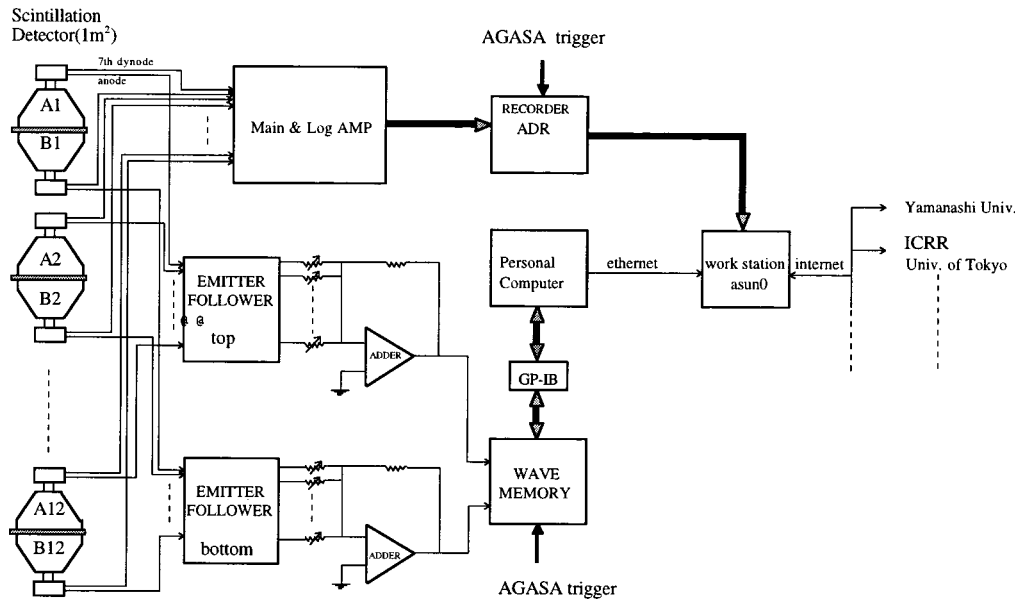 Scintillation
Detector(1m²)
7th dynode
anode
A1
B1
A2
B2
A12
B12
Main & Log AMP
AGASA trigger
RECORDER
ADR
EMITTER
FOLLOWER
@ @
top
ADDER
EMITTER
FOLLOWER
bottom
ADDER
Personal
Computer
ethernet
GP-IB
WAVE
MEMORY
AGASA trigger
work station
asun0
internet
Yamanashi Univ.
ICRR
Univ. of Tokyo